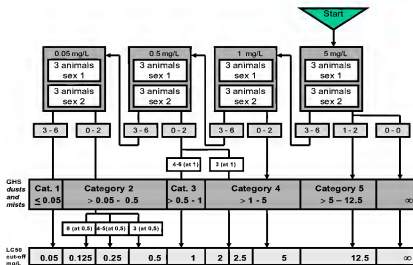 Start
0.05 mg/L
0.5 mg/L
1 mg/L
5 mg/L
3 animals
sex 1
3 animals
sex 1
3 animals
sex 1
3 animals
sex 1
3 animals
sex 2
3 animals
sex 2
3 animals
sex 2
3 animals
sex 2
3 - 6
0 - 2
3 - 6
0 - 2
3 - 6
0 - 2
3 - 6
1 - 2
0 - 0
4-6 (at 1)
3 (at 1)
GHS
dusts
and
mists
Cat. 1
≤ 0.05
Category 2
> 0.05 - 0.5
Cat. 3
> 0.5 - 1
Category 4
> 1 - 5
Category 5
> 5 – 12.5
∞
6 (at 0,5)
4-5(at 0,5)
3 (at 0,5)
LC50
cut-off
mg/L
0.05
0.125
0.25
0.5
1
2
2.5
5
12.5
∞